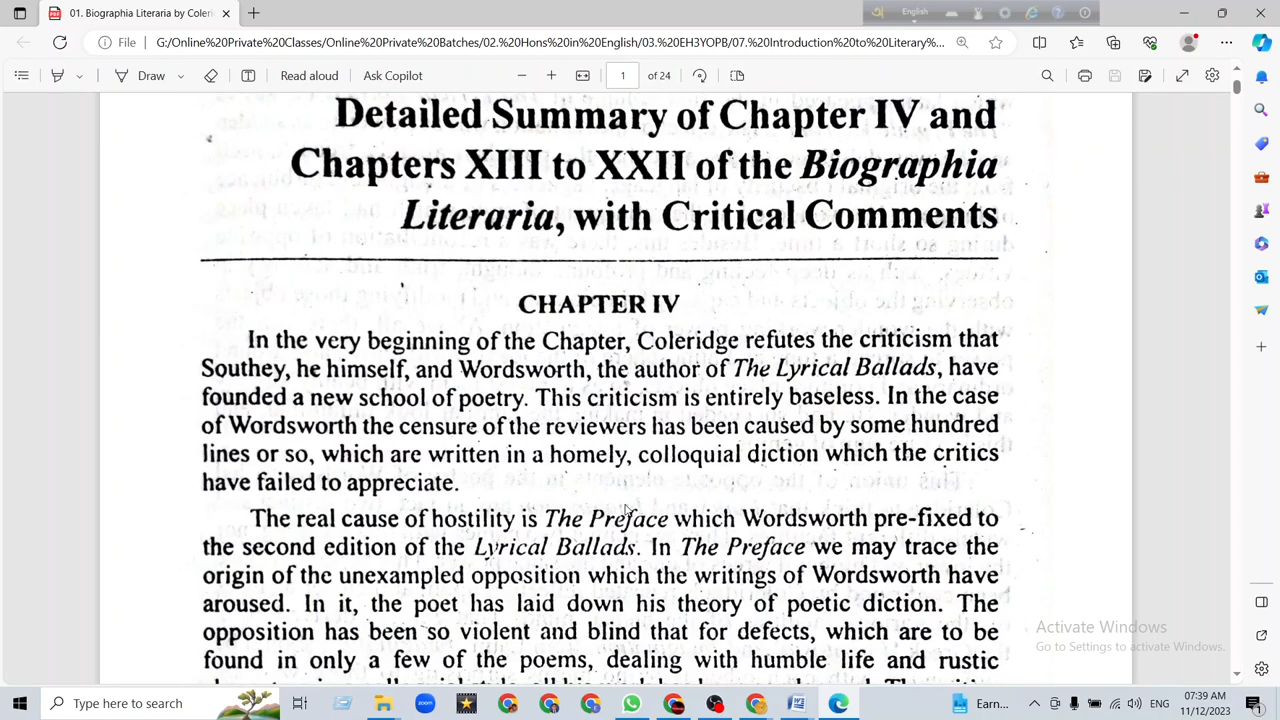 01. Biographia Literaria by Coleri
English
File
G:/Online%20Private%20Classes/Online%20Private%20Batches/02.%20Hons%20in%20English/03.%20EH3YOPB/07.%20Introduction%20to%20Literary%...
Draw
Read aloud
Ask Copilot
1 of 24
Detailed Summary of Chapter IV and
Chapters XIII to XXII of the Biographia
Literaria, with Critical Comments
CHAPTER IV
In the very beginning of the Chapter, Coleridge refutes the criticism that
Southey, he himself, and Wordsworth, the author of The Lyrical Ballads, have
founded a new school of poetry. This criticism is entirely baseless. In the case
of Wordsworth the censure of the reviewers has been caused by some hundred
lines or so, which are written in a homely, colloquial diction which the critics
have failed to appreciate.
The real cause of hostility is The Preface which Wordsworth pre-fixed to
the second edition of the Lyrical Ballads. In The Preface we may trace the
origin of the unexampled opposition which the writings of Wordsworth have
aroused. In it, the poet has laid down his theory of poetic diction. The
opposition has been so violent and blind that for defects, which are to be
found in only a few of the poems, dealing with humble life and rustic
Activate Windows
Go to Settings to activate Windows.
Type here to search
zoom
Earn...
ENG
07:39 AM
11/12/2023